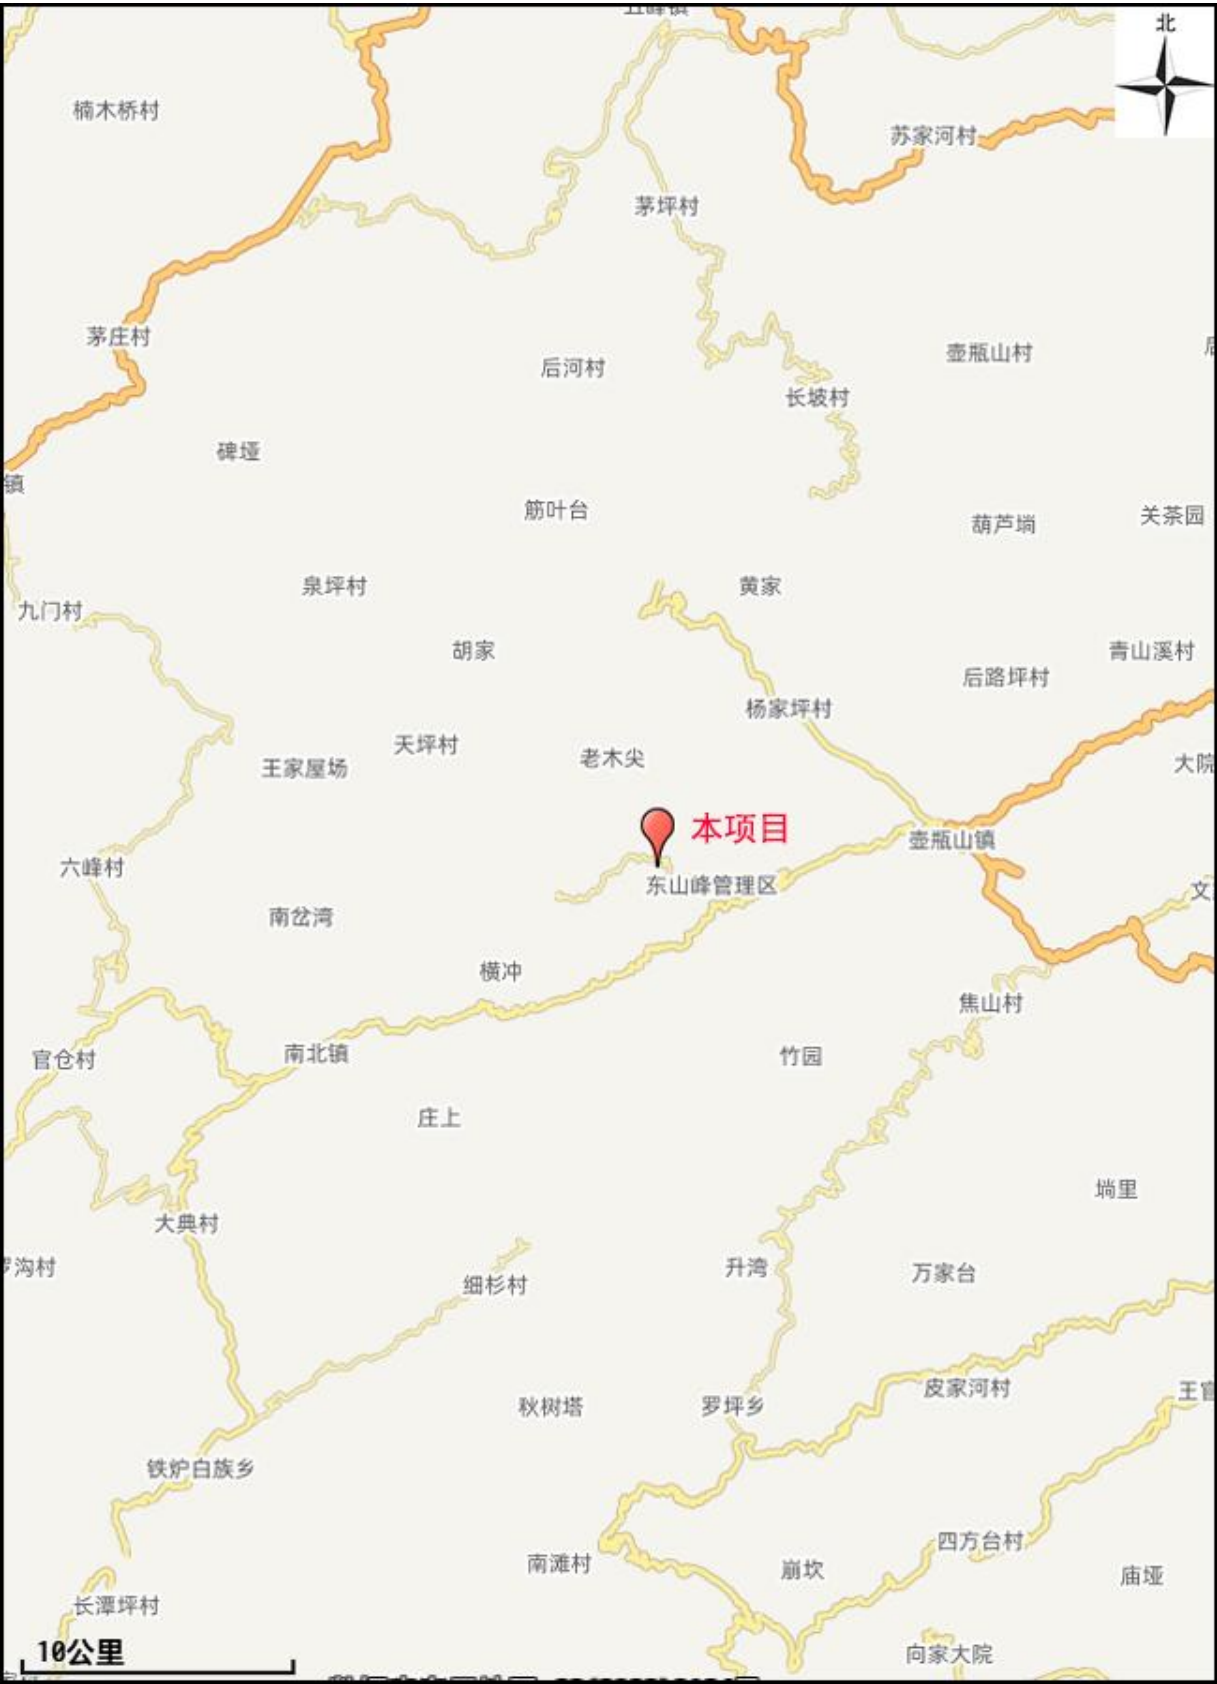 北
楠木桥村
苏家河村
茅坪村
茅庄村
壶瓶山村
后河村
长坡村
碑垭
镇
筋叶台
关茶园
葫芦塆
泉坪村
黄家
九门村
胡家
青山溪村
后路坪村
杨家坪村
天坪村
老木尖
大院
王家屋场
本项目
壶瓶山镇
六峰村
东山峰管理区
南岔湾
横冲
焦山村
南北镇
竹园
官仓村
庄上
塆里
大典村
沟村
升湾
万家台
细杉村
皮家河村
秋树塔
罗坪乡
铁炉白族乡
四方台村
南滩村
崩坎
庙垭
长潭坪村
10公里
向家大院